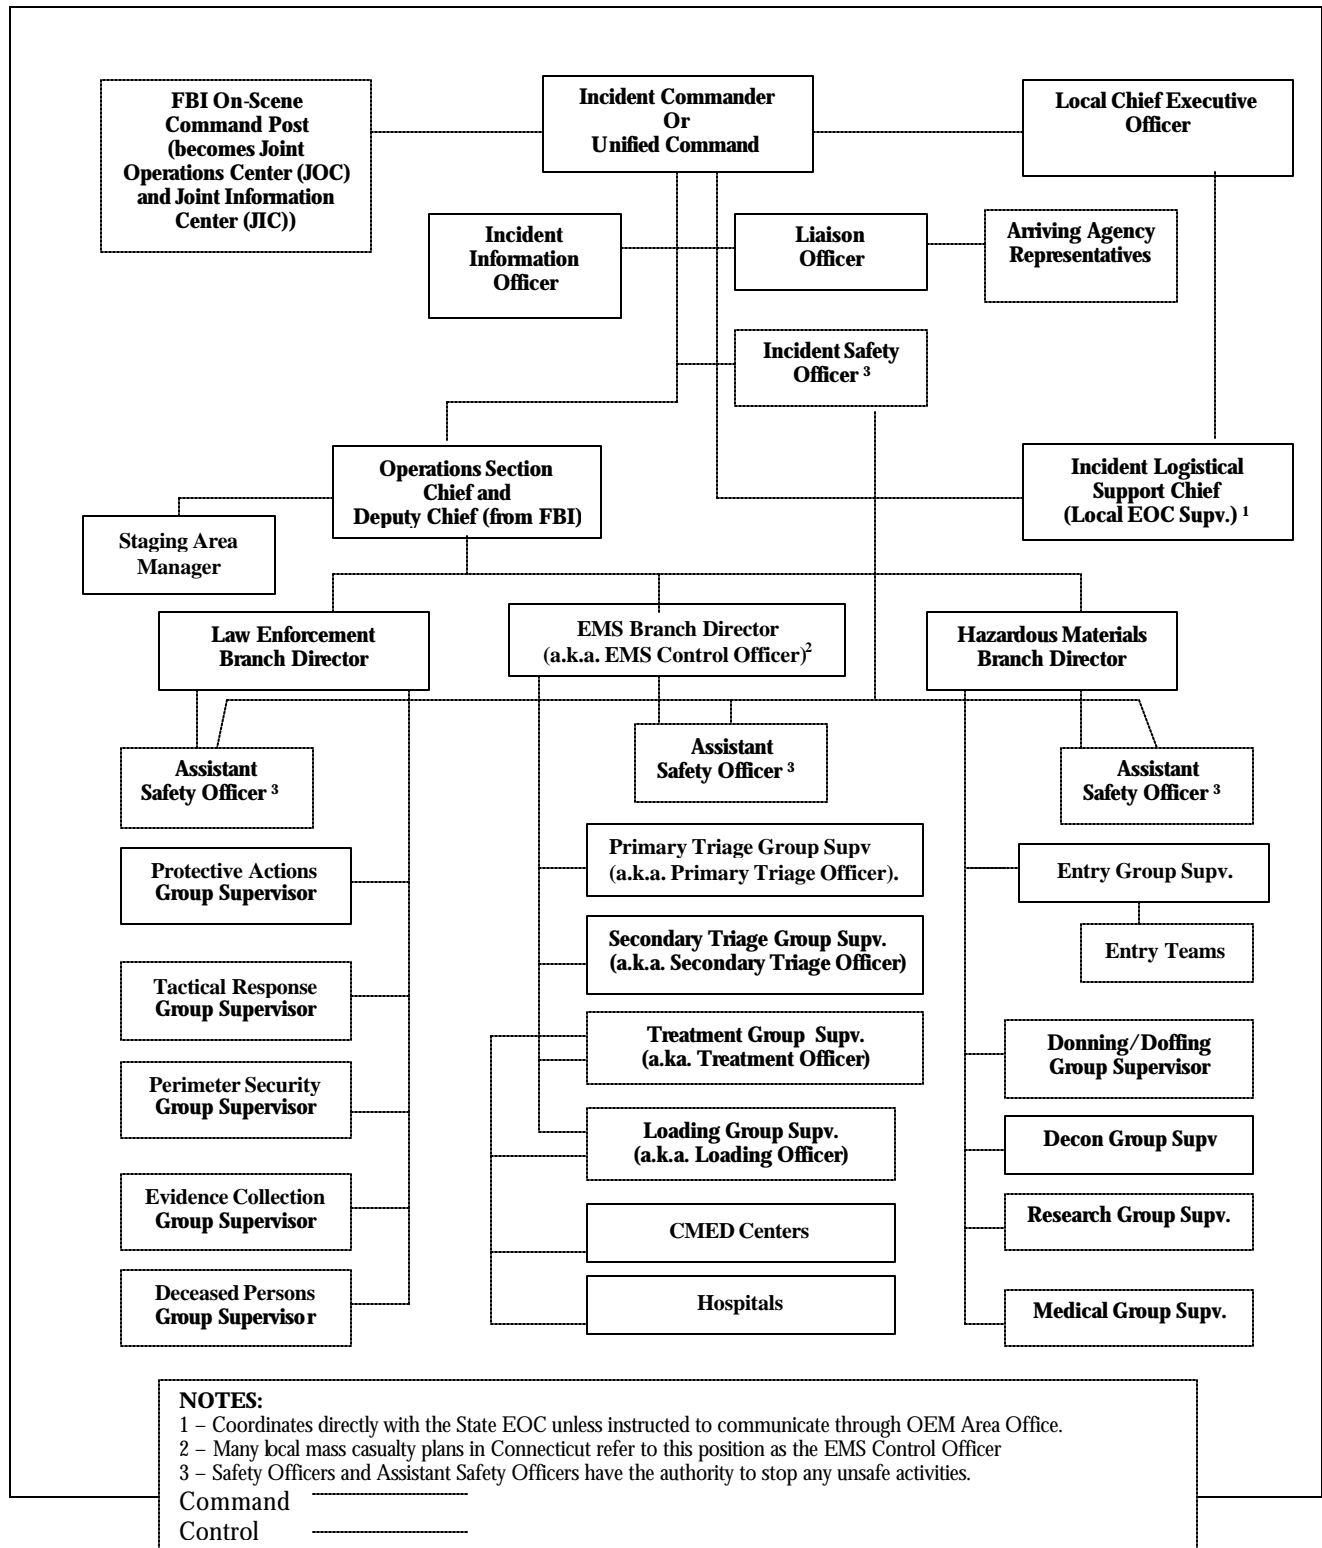 FBI On-Scene
Command Post
(becomes Joint
Operations Center (JOC)
and Joint Information
Center (JIC))
Incident Commander
Or
Unified Command
Local Chief Executive
Officer
Incident
Information
Officer
Liaison
Officer
Arriving Agency
Representatives
Incident Safety
Officer ³
Operations Section
Chief and
Deputy Chief (from FBI)
Incident Logistical
Support Chief
(Local EOC Supv.) ¹
Staging Area
Manager
Law Enforcement
Branch Director
EMS Branch Director
(a.k.a. EMS Control Officer)²
Hazardous Materials
Branch Director
Assistant
Safety Officer ³
Assistant
Safety Officer ³
Assistant
Safety Officer ³
Protective Actions
Group Supervisor
Tactical Response
Group Supervisor
Perimeter Security
Group Supervisor
Evidence Collection
Group Supervisor
Deceased Persons
Group Supervisor
Primary Triage Group Supv
(a.k.a. Primary Triage Officer).
Secondary Triage Group Supv.
(a.k.a. Secondary Triage Officer)
Treatment Group Supv.
(a.ka. Treatment Officer)
Loading Group Supv.
(a.k.a. Loading Officer)
CMED Centers
Hospitals
Entry Group Supv.
Entry Teams
Donning/Doffing
Group Supervisor
Decon Group Supv
Research Group Supv.
Medical Group Supv.
NOTES:
1 – Coordinates directly with the State EOC unless instructed to communicate through OEM Area Office.
2 – Many local mass casualty plans in Connecticut refer to this position as the EMS Control Officer
3 – Safety Officers and Assistant Safety Officers have the authority to stop any unsafe activities.
Command
Control